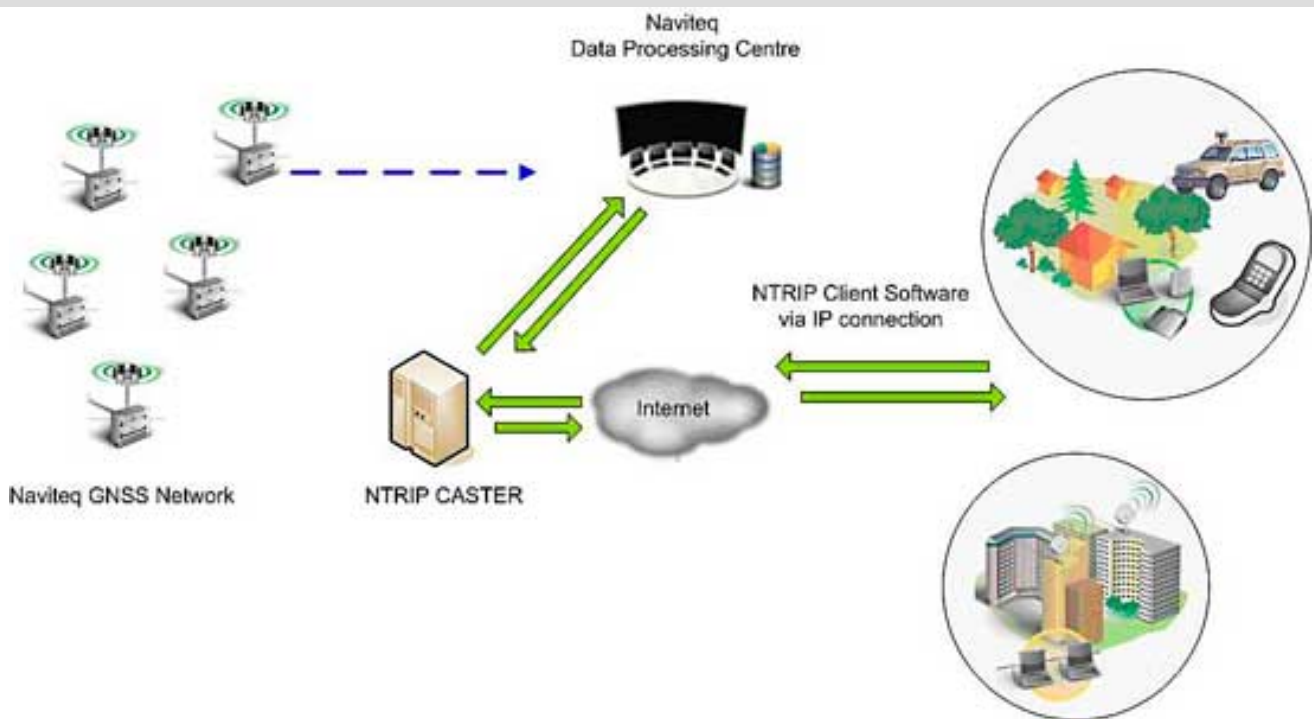 Naviteq
Data Processing Centre
NTRIP Client Software
via IP connection
Internet
Naviteq GNSS Network
NTRIP CASTER